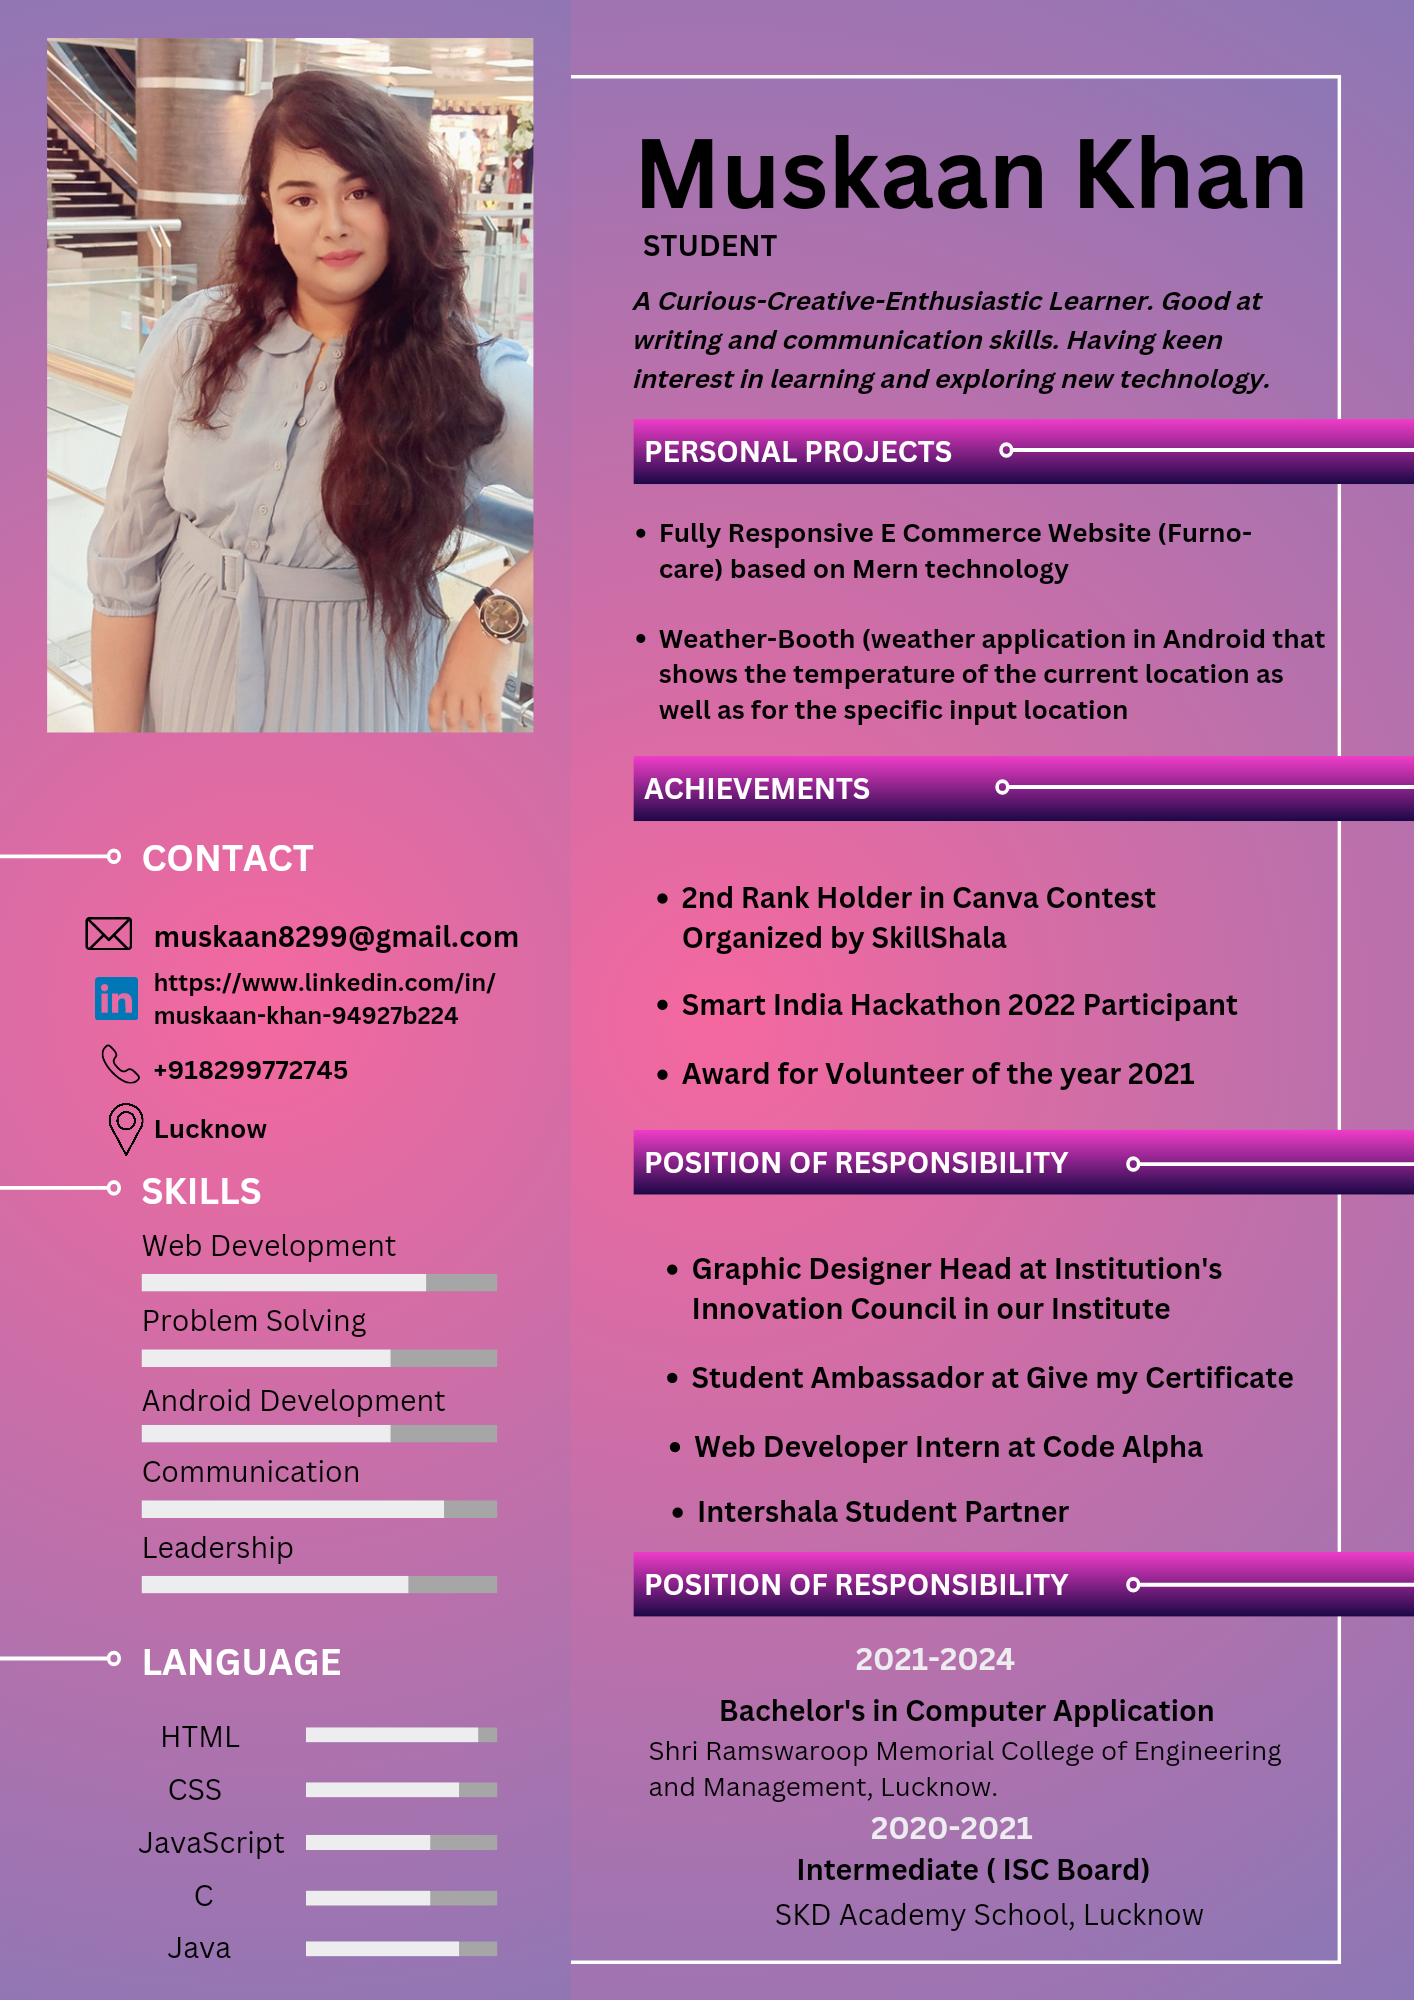 Muskaan Khan
STUDENT
A Curious-Creative-Enthusiastic Learner. Good at
writing and communication skills. Having keen
interest in learning and exploring new technology.
PERSONAL PROJECTS
• Fully Responsive E Commerce Website (Furno-
care) based on Mern technology
• Weather-Booth (weather application in Android that
shows the temperature of the current location as
well as for the specific input location
ACHIEVEMENTS
• 2nd Rank Holder in Canva Contest
Organized by SkillShala
• Smart India Hackathon 2022 Participant
• Award for Volunteer of the year 2021
POSITION OF RESPONSIBILITY
• Graphic Designer Head at Institution's
Innovation Council in our Institute
• Student Ambassador at Give my Certificate
• Web Developer Intern at Code Alpha
• Intershala Student Partner
POSITION OF RESPONSIBILITY
2021-2024
Bachelor's in Computer Application
Shri Ramswaroop Memorial College of Engineering
and Management, Lucknow.
2020-2021
Intermediate ( ISC Board)
SKD Academy School, Lucknow
CONTACT
muskaan8299@gmail.com
in
https://www.linkedin.com/in/
muskaan-khan-94927b224
+918299772745
Lucknow
SKILLS
Web Development
Problem Solving
Android Development
Communication
Leadership
LANGUAGE
HTML
CSS
JavaScript
C
Java